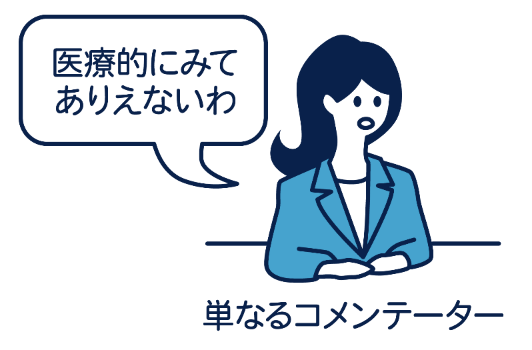 医療的にみて
ありえないわ
単なるコメンテーター